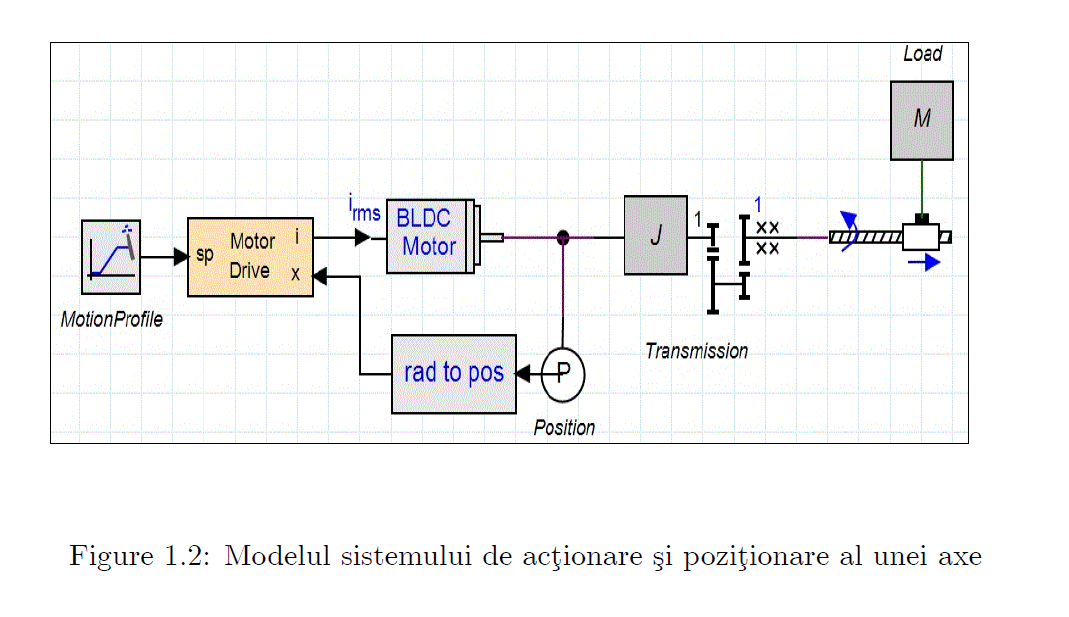 Load
M
i rms
BLDC
Motor
1
1
J
sp
Motor
Drive
i
x
MotionProfile
Transmission
rad to pos
P
Position
Figure 1.2: Modelul sistemului de acţionare şi poziţionare al unei axe